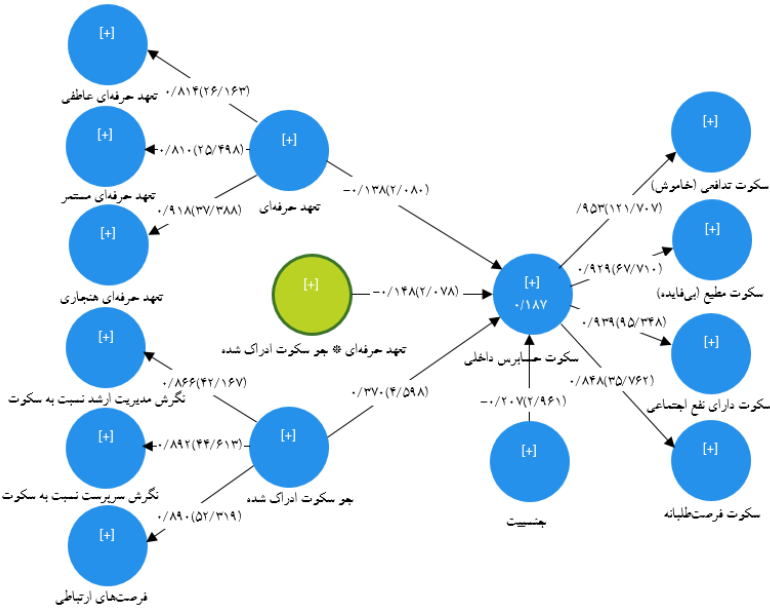 [+]
تعهد حرفه‌ای عاطفی
۰/۸۱۴(۲۶/۱۶۳)
[+]
تعهد حرفه‌ای مستمر
۰/۸۱۰(۲۵/۴۹۸)
[+]
تعهد حرفه‌ای هنجاری
۰/۹۱۸(۳۷/۳۸۸)
[+]
تعهد حرفه‌ای
−۰/۱۳۸(۲/۰۸۰)
[+]
تعهد حرفه‌ای * جو سکوت ادراک شده
−۰/۱۴۸(۲/۰۷۸)
[+]
نگرش مدیریت ارشد نسبت به سکوت
۰/۸۶۶(۴۲/۱۶۷)
[+]
نگرش سرپرست نسبت به سکوت
۰/۸۹۲(۴۴/۶۱۳)
[+]
فرصت‌های ارتباطی
۰/۸۹۰(۵۲/۳۱۹)
[+]
جو سکوت ادراک شده
۰/۳۷۰(۴/۵۹۸)
[+]
۰/۱۸۷
سکوت حسابرس داخلی
−۰/۲۰۷(۲/۹۶۱)
[+]
جنسییت
[+]
سکوت تدافعی (خاموش)
/۹۵۳(۱۲۱/۷۰۷)
[+]
سکوت مطیع (بی‌فایده)
۰/۹۲۹(۶۷/۷۱۰)
[+]
سکوت دارای نفع اجتماعی
۰/۹۳۹(۹۵/۳۴۸)
[+]
سکوت فرصت‌طلبانه
۰/۸۴۸(۳۵/۷۶۲)